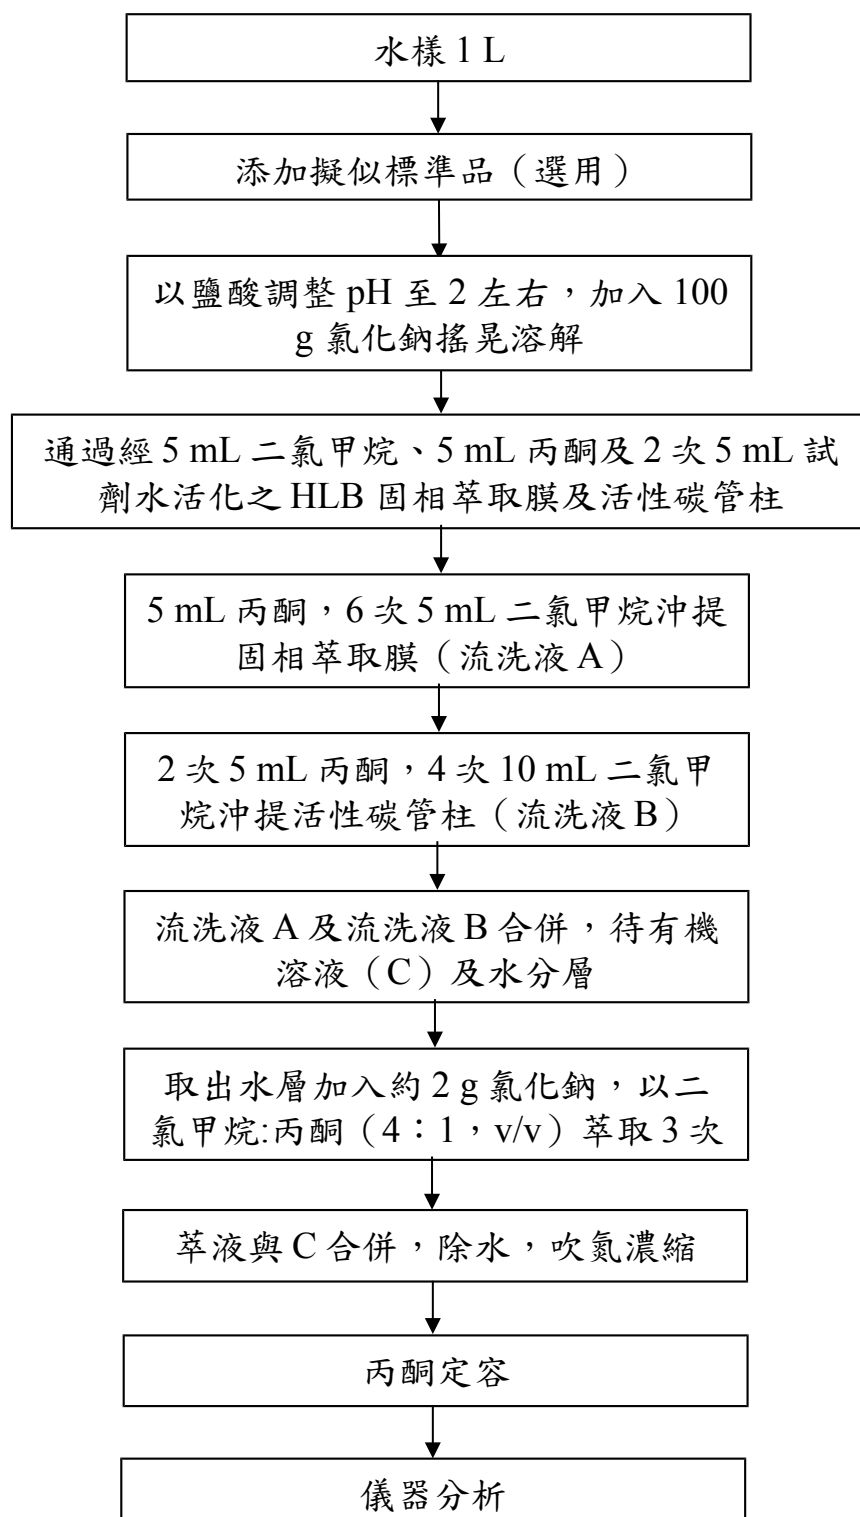 水樣 1 L
添加擬似標準品（選用）
以鹽酸調整 pH 至 2 左右，加入 100
g 氯化鈉搖晃溶解
通過經 5 mL 二氯甲烷、5 mL 丙酮及 2 次 5 mL 試
劑水活化之 HLB 固相萃取膜及活性碳管柱
5 mL 丙酮，6 次 5 mL 二氯甲烷沖提
固相萃取膜（流洗液 A）
2 次 5 mL 丙酮，4 次 10 mL 二氯甲
烷沖提活性碳管柱（流洗液 B）
流洗液 A 及流洗液 B 合併，待有機
溶液（C）及水分層
取出水層加入約 2 g 氯化鈉，以二
氯甲烷:丙酮（4：1，v/v）萃取 3 次
萃液與 C 合併，除水，吹氮濃縮
丙酮定容
儀器分析